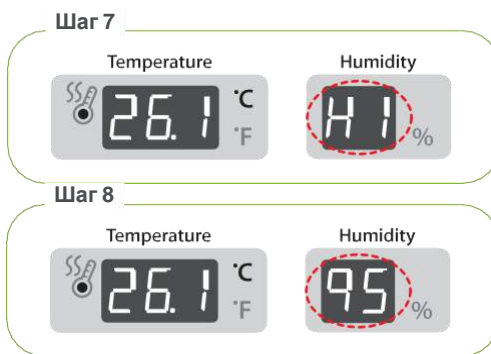 Шаг 7
Temperature Humidity
26.1 °C °F H1 %
Шаг 8
Temperature Humidity
26.1 °C °F 95 %